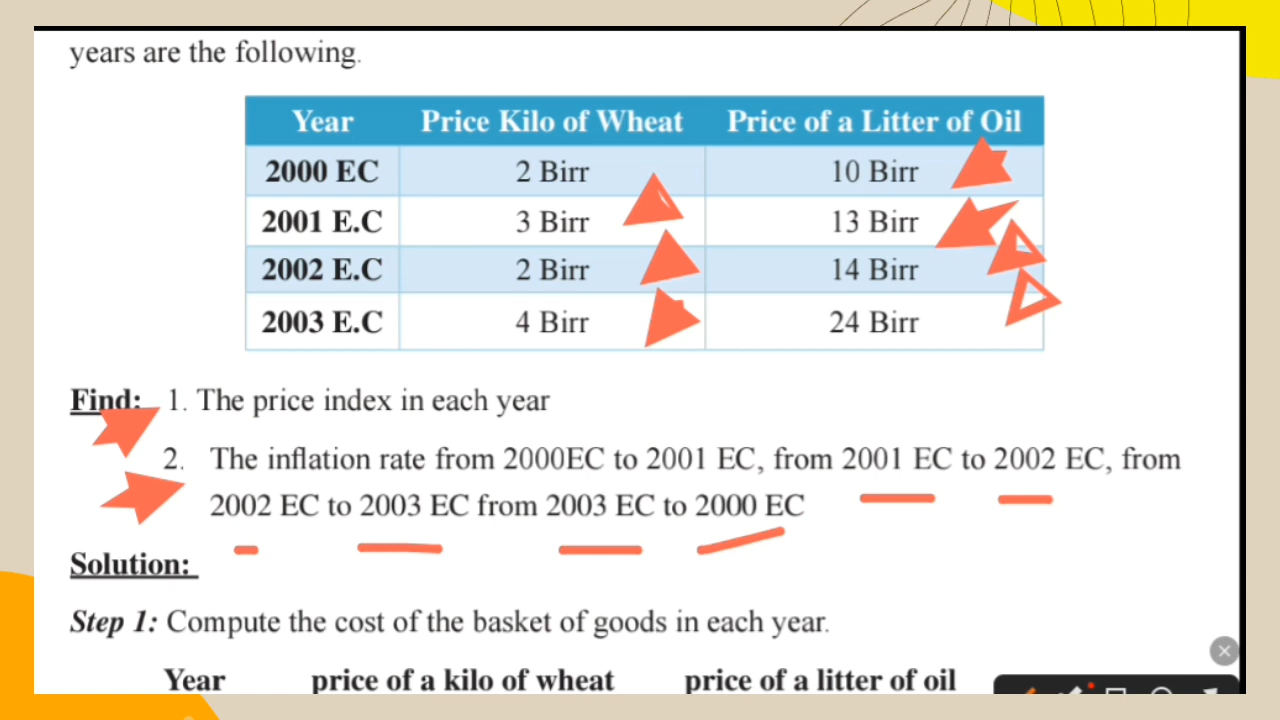 years are the following.
Year Price Kilo of Wheat Price of a Litter of Oil
2000 EC 2 Birr 10 Birr
2001 E.C 3 Birr 13 Birr
2002 E.C 2 Birr 14 Birr
2003 E.C 4 Birr 24 Birr
Find: 1. The price index in each year
2. The inflation rate from 2000EC to 2001 EC, from 2001 EC to 2002 EC, from
2002 EC to 2003 EC from 2003 EC to 2000 EC
Solution:
Step 1: Compute the cost of the basket of goods in each year.
Year price of a kilo of wheat price of a litter of oil